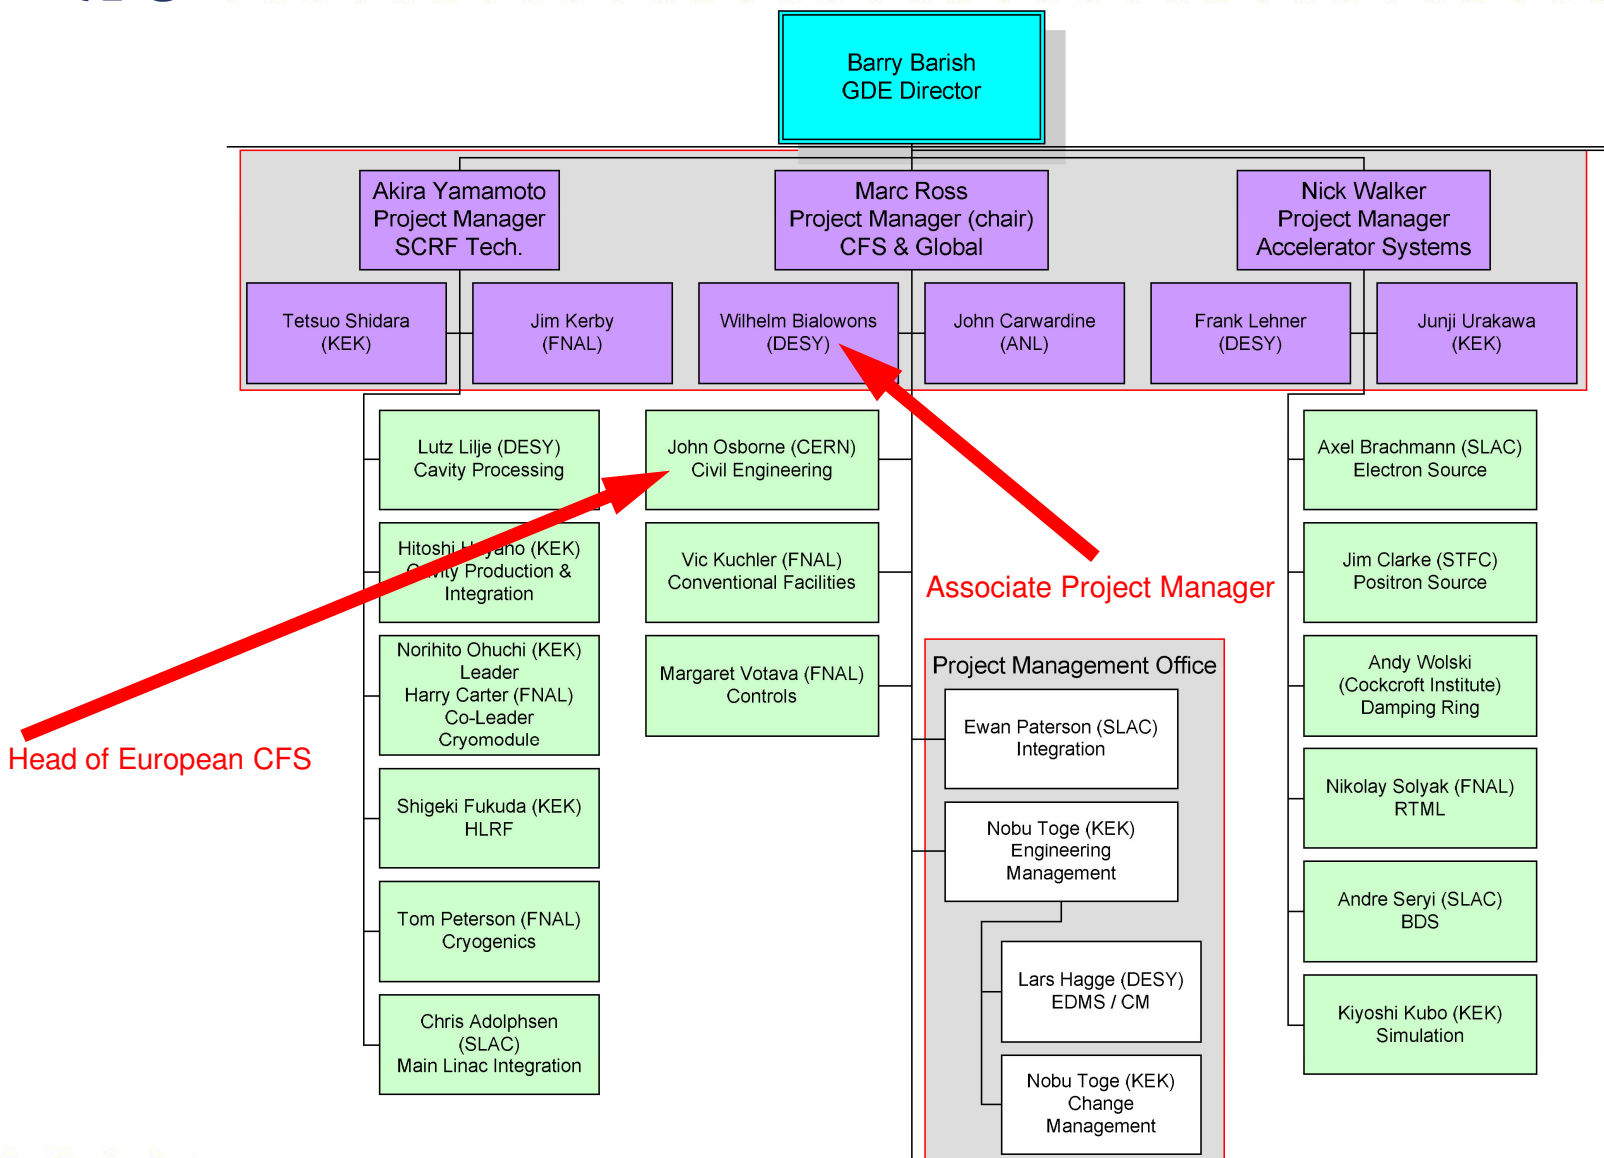 Barry Barish
GDE Director
Akira Yamamoto
Project Manager
SCRF Tech.
Marc Ross
Project Manager (chair)
CFS & Global
Nick Walker
Project Manager
Accelerator Systems
Tetsuo Shidara
(KEK)
Jim Kerby
(FNAL)
Wilhelm Bialowons
(DESY)
John Carwardine
(ANL)
Frank Lehner
(DESY)
Junji Urakawa
(KEK)
Lutz Lilje (DESY)
Cavity Processing
Hitoshi Hayano (KEK)
Cavity Production &
Integration
Norihito Ohuchi (KEK)
Leader
Harry Carter (FNAL)
Co-Leader
Cryomodule
Shigeki Fukuda (KEK)
HLRF
Tom Peterson (FNAL)
Cryogenics
Chris Adolphsen
(SLAC)
Main Linac Integration
Head of European CFS
John Osborne (CERN)
Civil Engineering
Vic Kuchler (FNAL)
Conventional Facilities
Margaret Votava (FNAL)
Controls
Associate Project Manager
Project Management Office
Ewan Paterson (SLAC)
Integration
Nobu Toge (KEK)
Engineering
Management
Lars Hagge (DESY)
EDMS / CM
Nobu Toge (KEK)
Change
Management
Axel Brachmann (SLAC)
Electron Source
Jim Clarke (STFC)
Positron Source
Andy Wolski
(Cockcroft Institute)
Damping Ring
Nikolay Solyak (FNAL)
RTML
Andre Seryi (SLAC)
BDS
Kiyoshi Kubo (KEK)
Simulation